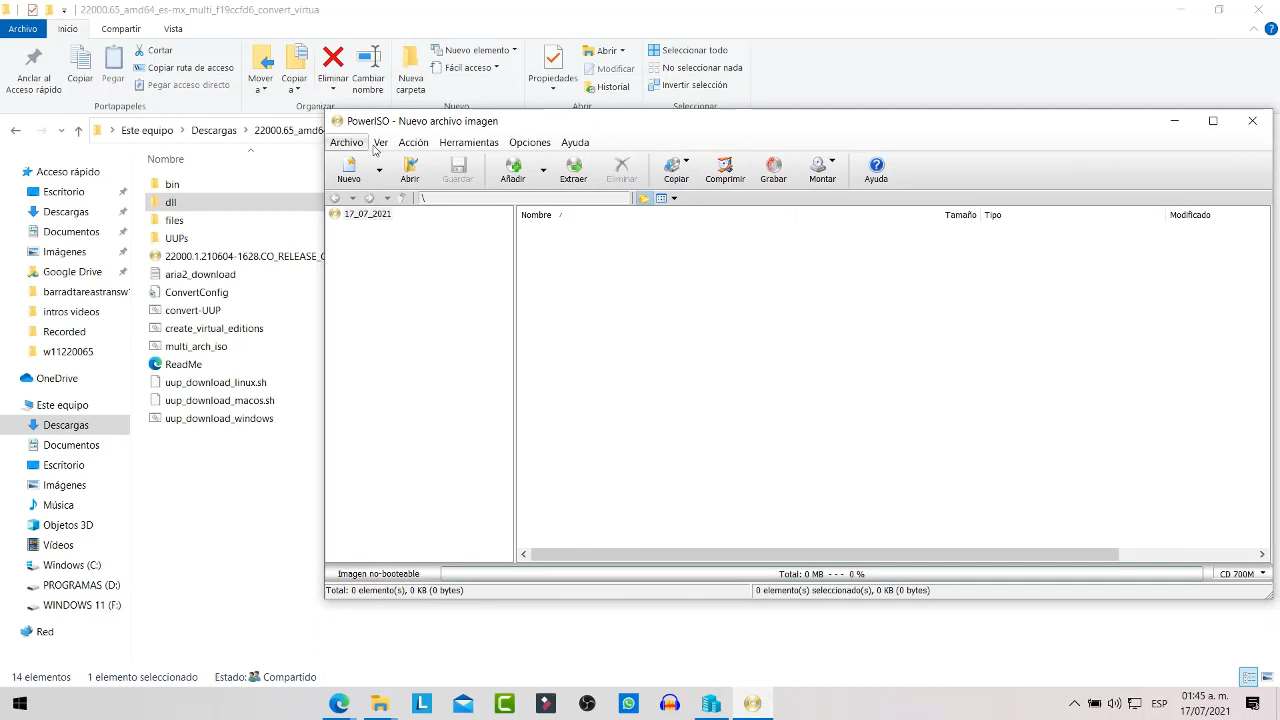 22000.65_amd64_es-mx_multi_f19ccfd6_convert_virtua
Archivo Inicio Compartir Vista
Anclar al Acceso rápido
Copiar
Pegar
Cortar
Copiar ruta de acceso
Pegar acceso directo
Mover a
Copiar a
Eliminar
Cambiar nombre
Nueva carpeta
Nuevo elemento
Fácil acceso
Propiedades
Abrir
Modificar
Historial
Seleccionar todo
No seleccionar nada
Invertir selección
Portapapeles Organizar Nuevo Abrir Seleccionar
Este equipo > Descargas > 22000.65_amd6
Acceso rápido
Escritorio
Descargas
Documentos
Imágenes
Google Drive
barradtareastransw
intros videos
Recorded
w11220065
OneDrive
Este equipo
Descargas
Documentos
Escritorio
Imágenes
Música
Objetos 3D
Vídeos
Windows (C:)
PROGRAMAS (D:)
WINDOWS 11 (F:)
Red
Nombre
bin
dll
files
UUPs
22000.1.210604-1628.CO_RELEASE_C
aria2_download
ConvertConfig
convert-UUP
create_virtual_editions
multi_arch_iso
ReadMe
uup_download_linux.sh
uup_download_macos.sh
uup_download_windows
PowerISO - Nuevo archivo imagen
Archivo Ver Acción Herramientas Opciones Ayuda
Nuevo Abrir Guardar Añadir Extraer Eliminar Copiar Comprimir Grabar Montar Ayuda
\
17_07_2021
Nombre / Tamaño Tipo Modificado
Imagen no-booteable Total: 0 MB --- 0 % CD 700M
Total: 0 elemento(s), 0 KB (0 bytes) 0 elemento(s) seleccionado(s), 0 KB (0 bytes)
14 elementos 1 elemento seleccionado Estado: Compartido
ESP
01:45 a. m.
17/07/2021